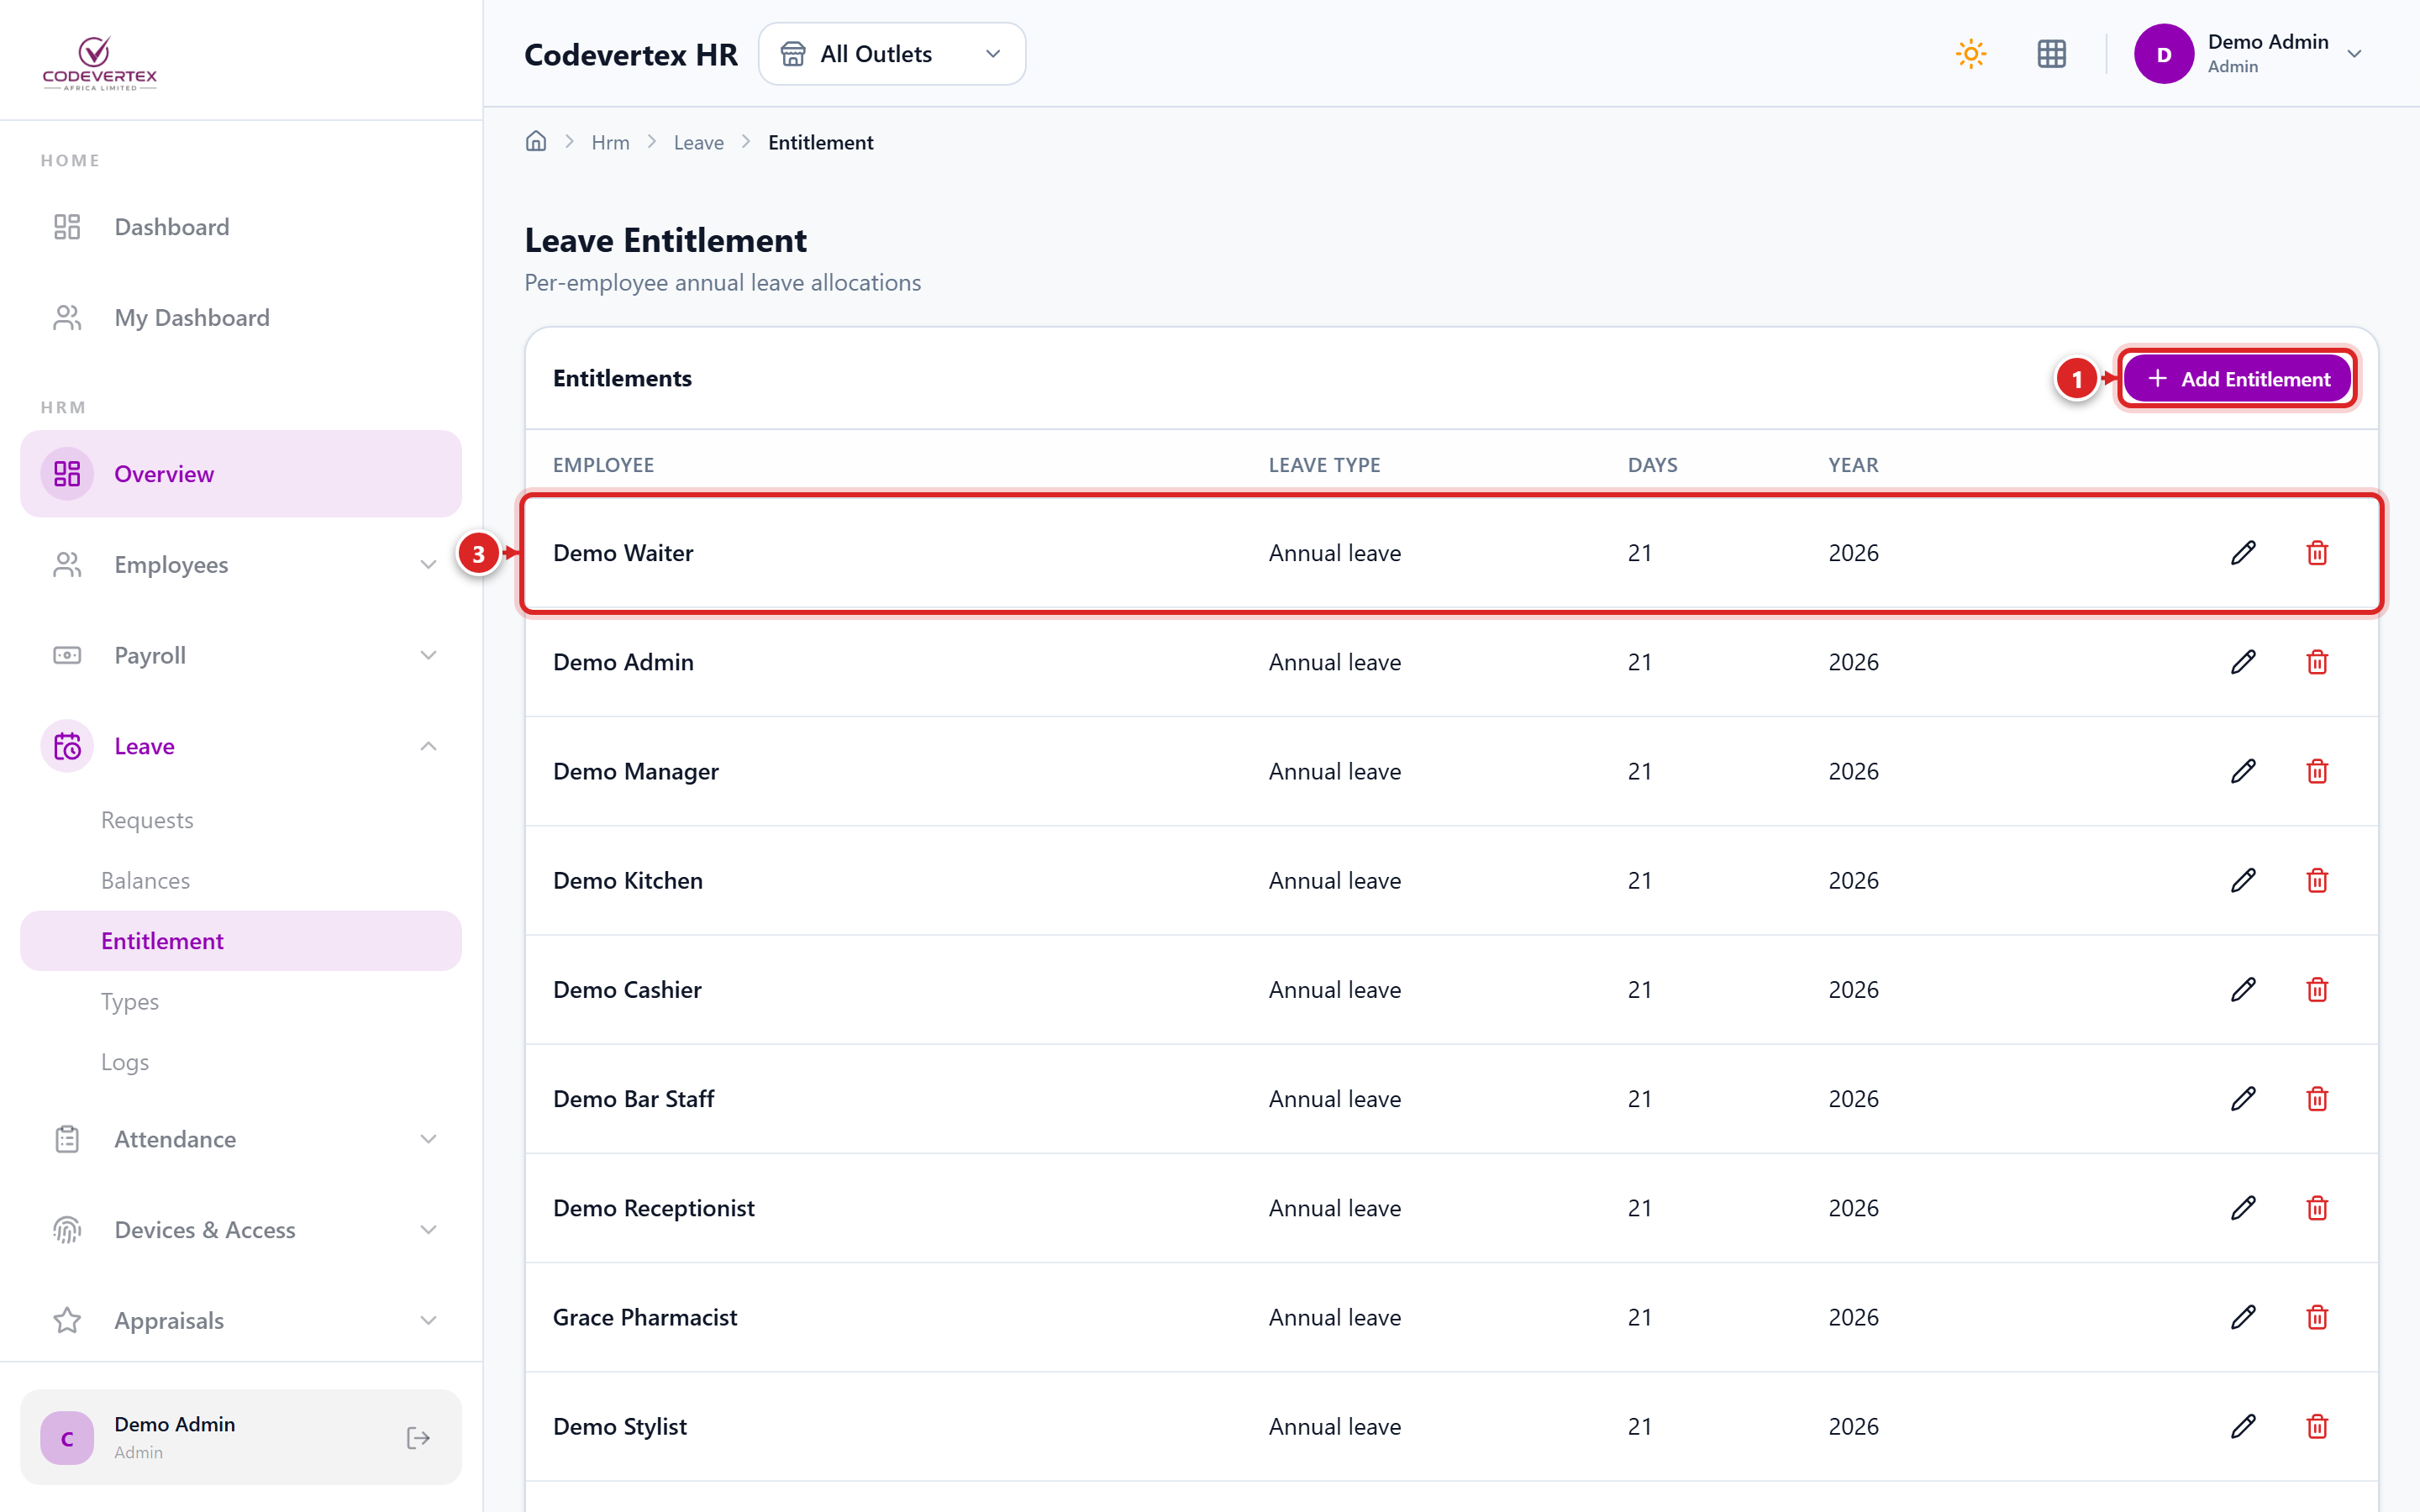 CODEVERTEX
AFRICA LIMITED
Codevertex HR
All Outlets
D
Demo Admin
Admin
HOME
Dashboard
My Dashboard
HRM
Overview
Employees
Payroll
Leave
Requests
Balances
Entitlement
Types
Logs
Attendance
Devices & Access
Appraisals
C
Demo Admin
Admin
Hrm
Leave
Entitlement
Leave Entitlement
Per-employee annual leave allocations
Entitlements
1
Add Entitlement
EMPLOYEE LEAVE TYPE DAYS YEAR
3
Demo Waiter Annual leave 21 2026
Demo Admin Annual leave 21 2026
Demo Manager Annual leave 21 2026
Demo Kitchen Annual leave 21 2026
Demo Cashier Annual leave 21 2026
Demo Bar Staff Annual leave 21 2026
Demo Receptionist Annual leave 21 2026
Grace Pharmacist Annual leave 21 2026
Demo Stylist Annual leave 21 2026